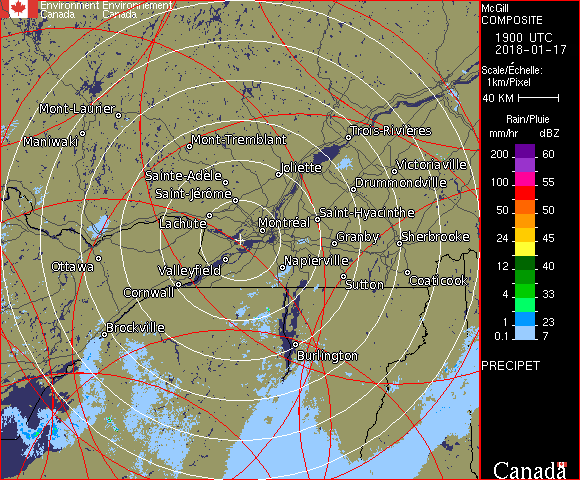 Environment Environnement
Canada Canada
McGill
COMPOSITE
1900 UTC
2018-01-17
Scale/Échelle:
1km/Pixel
40 KM
Rain/Pluie
mm/hr dBZ
200 60
100 55
50 50
24 45
12 40
4 33
1 23
0.1 7
PRECIPET
Canada
Mont-Laurier
Maniwaki
Mont-Tremblant
Trois-Rivières
Joliette
Victoriaville
Sainte-Adèle
Drummondville
Saint-Jérôme
Lachute
Saint-Hyacinthe
Montréal
Granby
Sherbrooke
Ottawa
Valleyfield
Napierville
Cornwall
Sutton
Coaticook
Brockville
Burlington